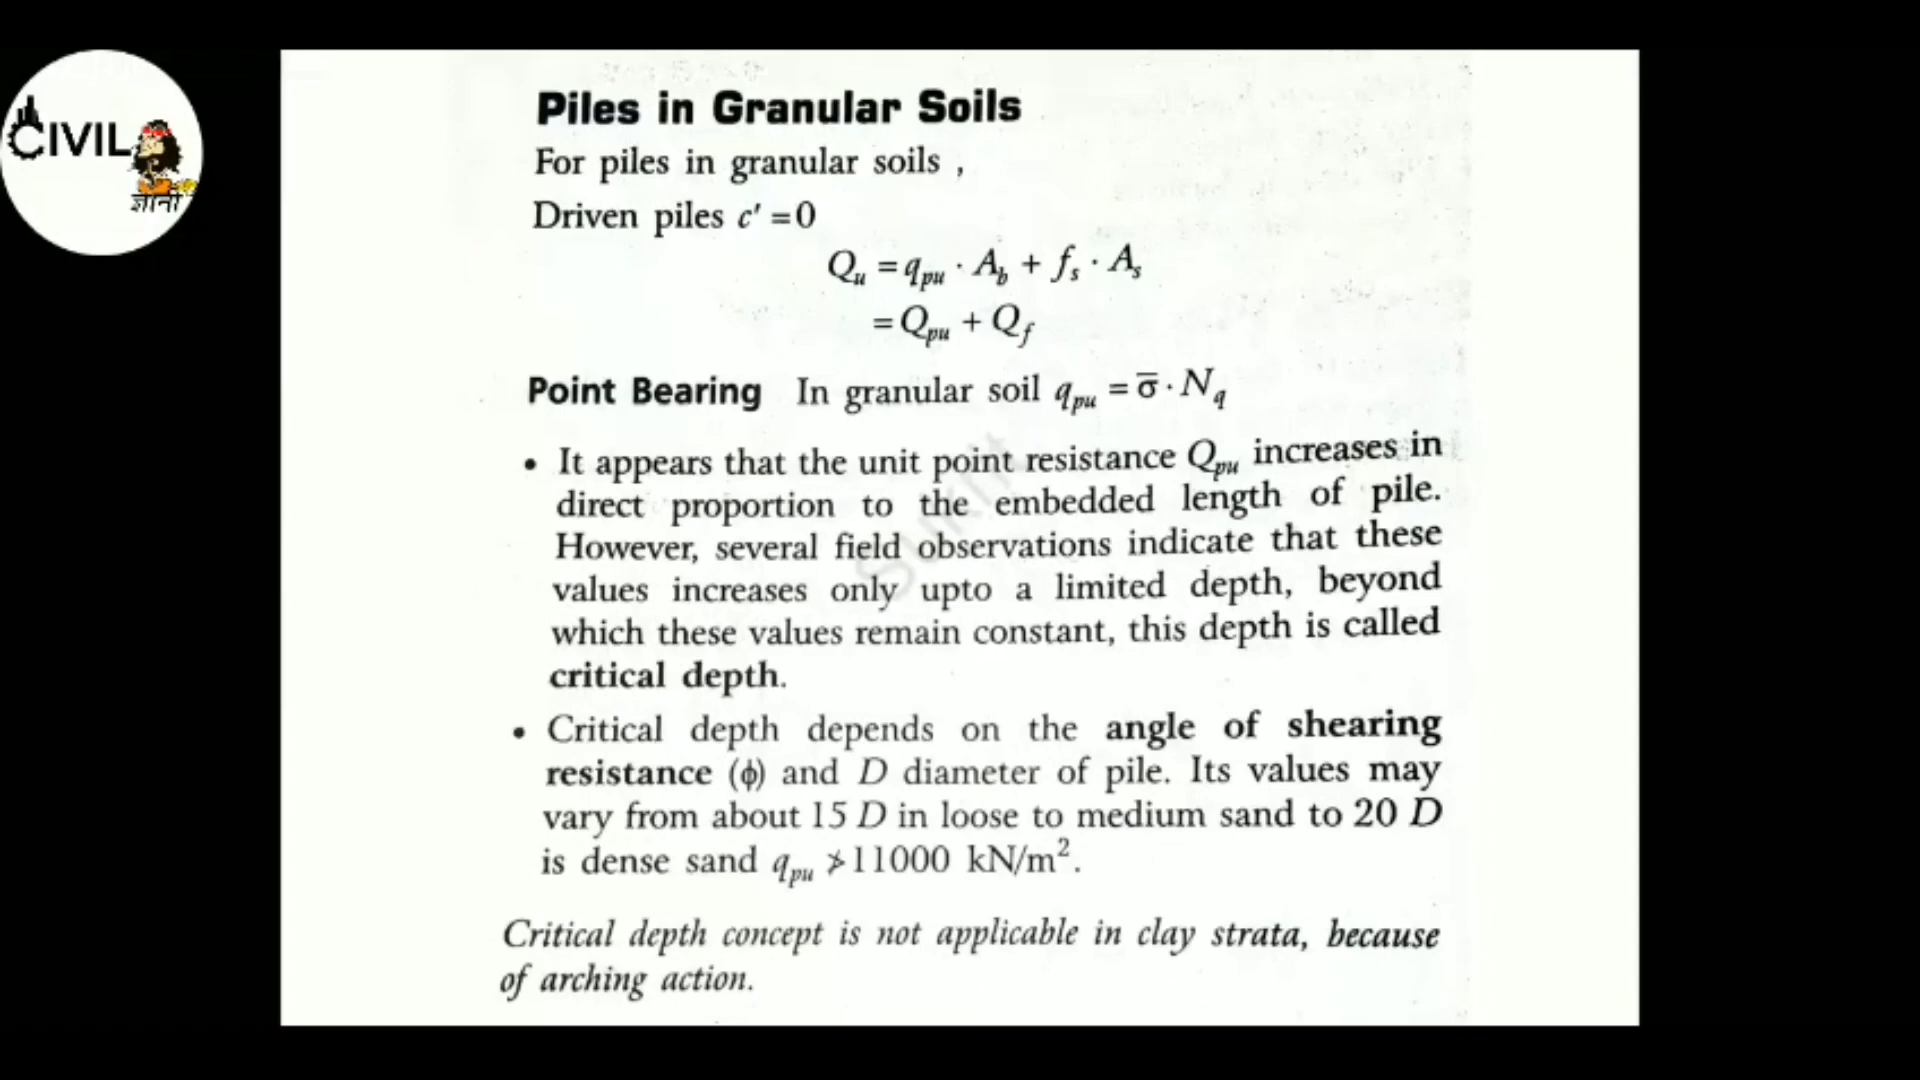 CIVIL
ज्ञानी
Piles in Granular Soils
For piles in granular soils ,
Driven piles c' = 0
Q_u = q_pu · A_b + f_s · A_s
= Q_pu + Q_f
Point Bearing In granular soil q_pu = σ̄ · N_q
• It appears that the unit point resistance Q_pu increases in
direct proportion to the embedded length of pile.
However, several field observations indicate that these
values increases only upto a limited depth, beyond
which these values remain constant, this depth is called
critical depth.
• Critical depth depends on the angle of shearing
resistance (ϕ) and D diameter of pile. Its values may
vary from about 15 D in loose to medium sand to 20 D
is dense sand q_pu ≯ 11000 kN/m².
Critical depth concept is not applicable in clay strata, because
of arching action.
Sukrit